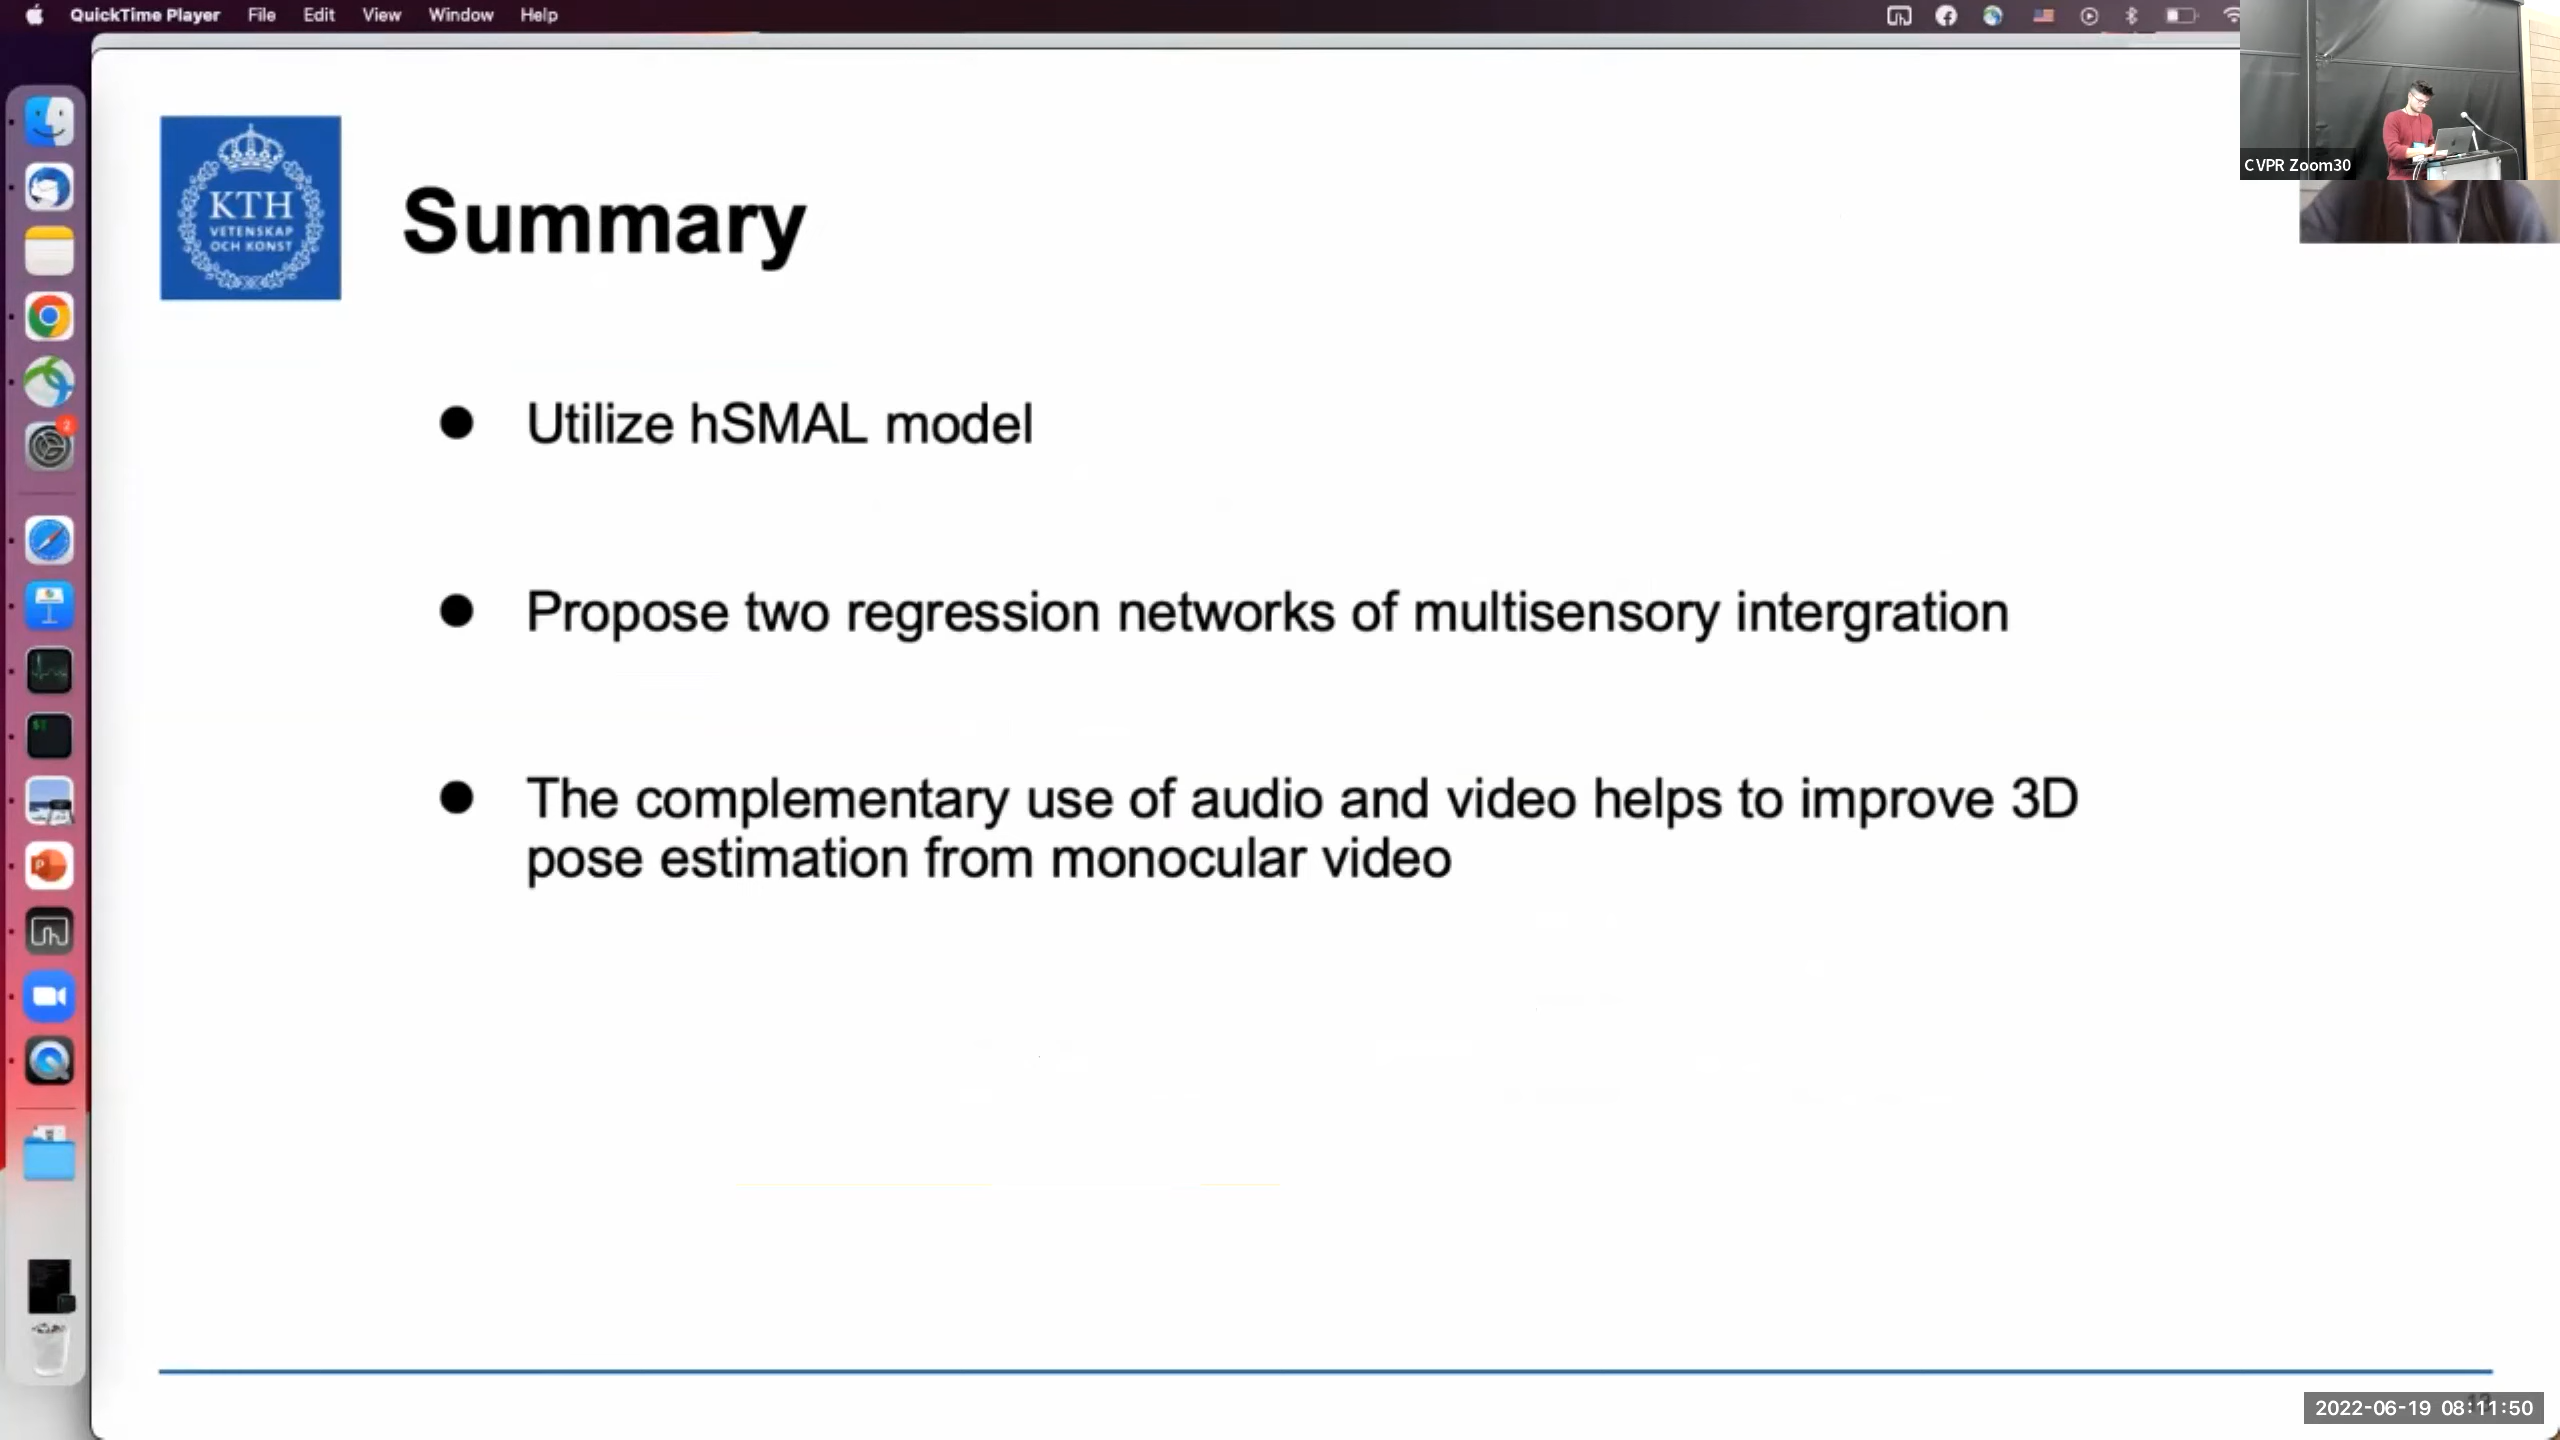 QuickTime Player File Edit View Window Help
CVPR Zoom30
KTH
VETENSKAP
OCH KONST
Summary
2
Utilize hSMAL model
Propose two regression networks of multisensory intergration
The complementary use of audio and video helps to improve 3D
pose estimation from monocular video
2022-06-19 08:11:50